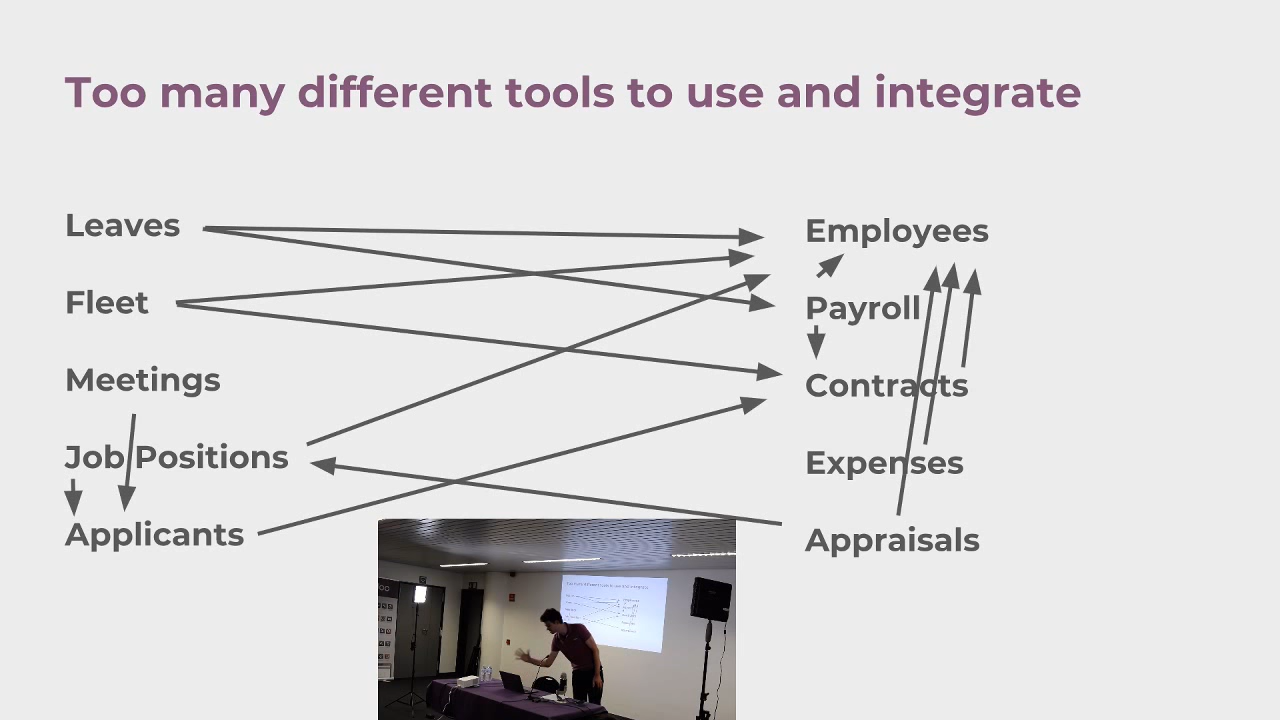 Too many different tools to use and integrate
Leaves
Fleet
Meetings
Job Positions
Applicants
Employees
Payroll
Contracts
Expenses
Appraisals